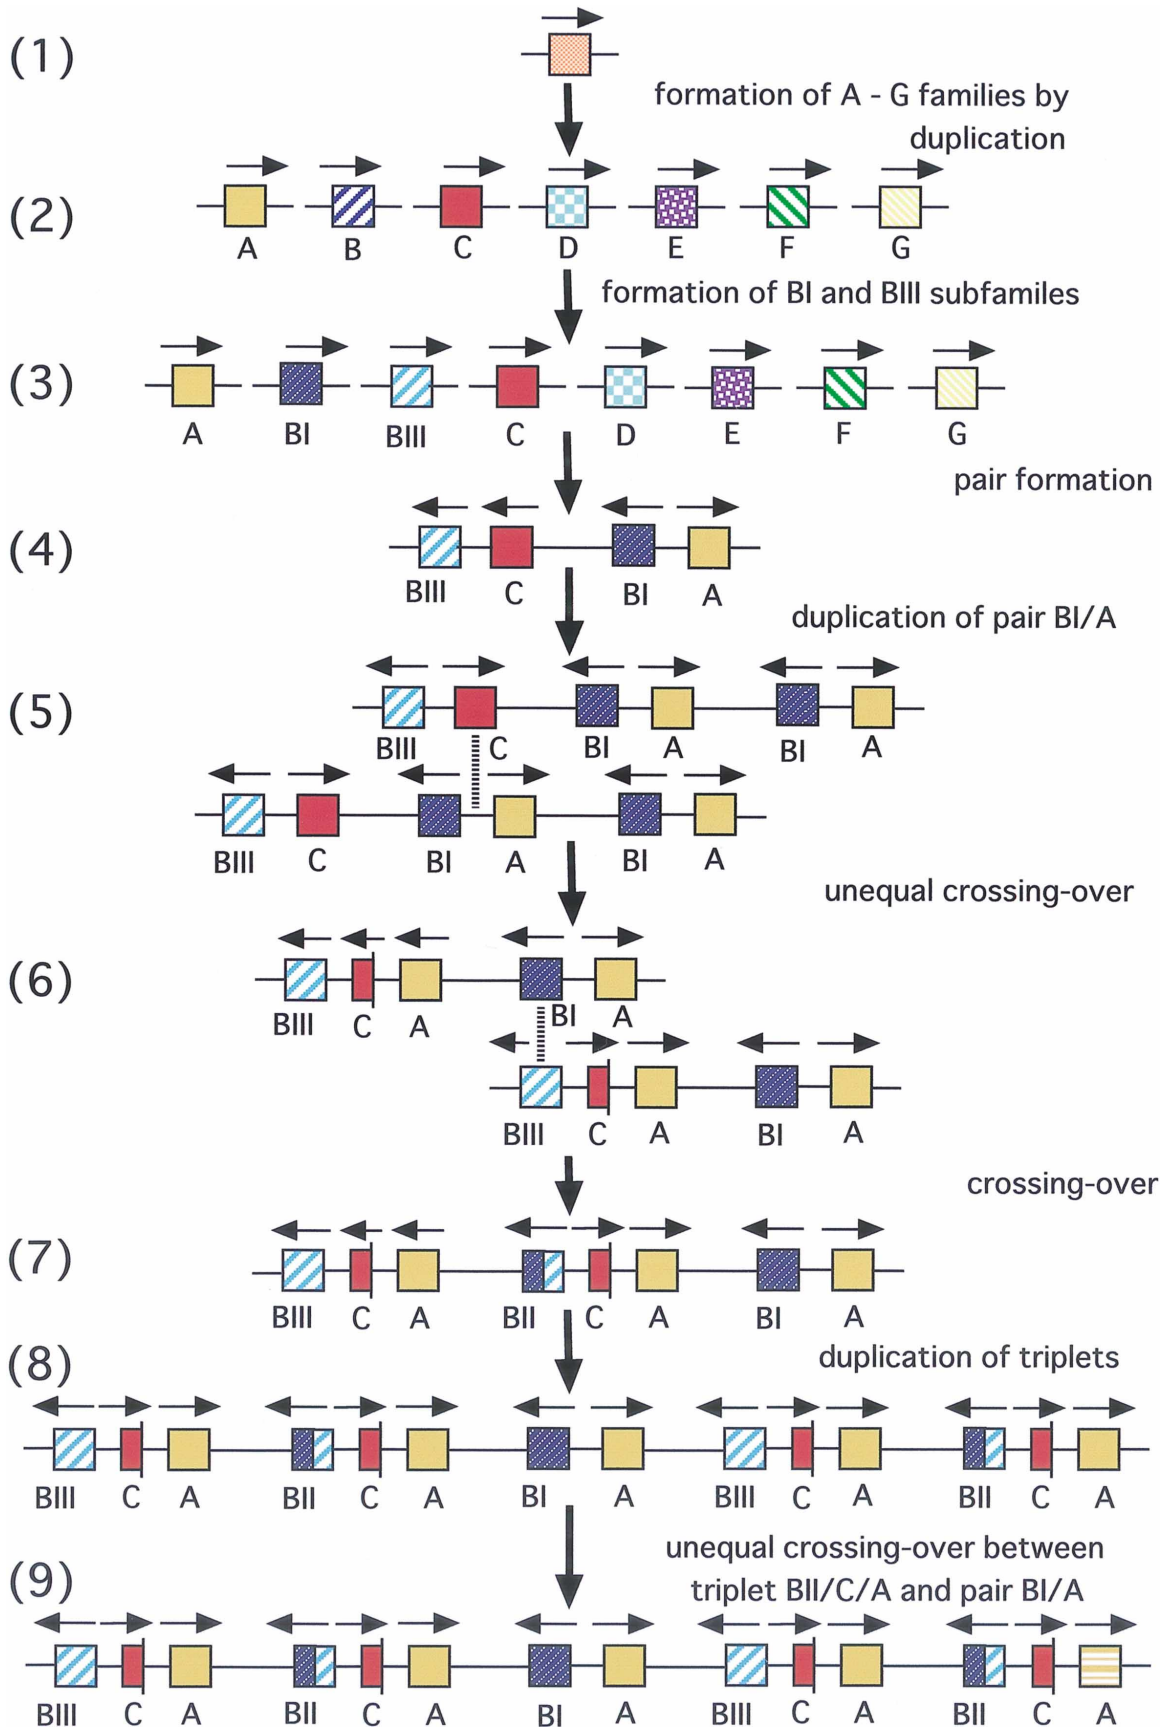 (1)
formation of A - G families by
duplication
(2)
A B C D E F G
formation of BI and BIII subfamiles
(3)
A BI BIII C D E F G
pair formation
(4)
BIII C BI A
duplication of pair BI/A
(5)
BIII C BI A BI A
BIII C BI A BI A
unequal crossing-over
(6)
BIII C A BI A
BIII C A BI A
crossing-over
(7)
BIII C A BII C A BI A
(8)
duplication of triplets
BIII C A BII C A BI A BIII C A BII C A
unequal crossing-over between
(9)
triplet BII/C/A and pair BI/A
BIII C A BII C A BI A BIII C A BII C A